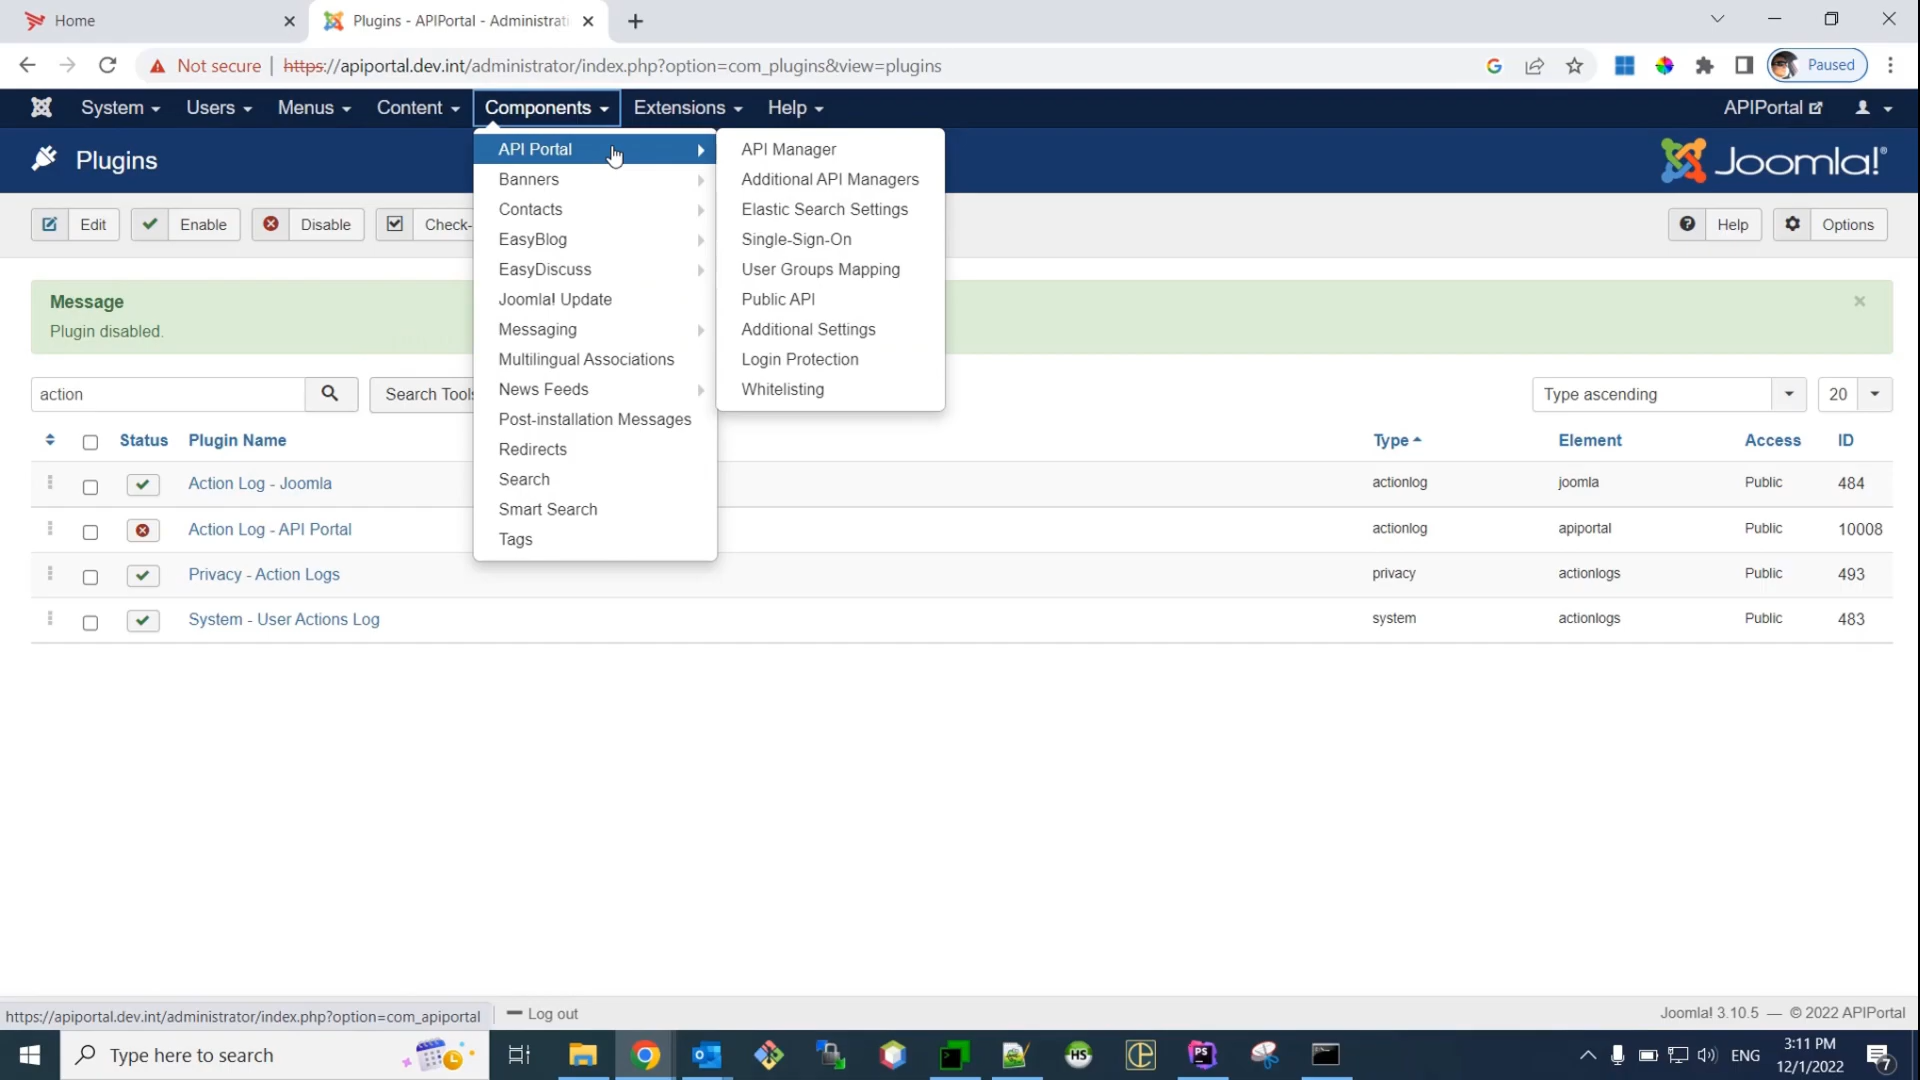 Home
Plugins - APIPortal - Administrati
Not secure
https://apiportal.dev.int/administrator/index.php?option=com_plugins&view=plugins
Paused
System Users Menus Content Components Extensions Help
APIPortal
Plugins
Joomla!®
Edit
Enable
Disable
Check-
Help
Options
API Portal
Banners
Contacts
EasyBlog
EasyDiscuss
Joomla! Update
Messaging
Multilingual Associations
News Feeds
Post-installation Messages
Redirects
Search
Smart Search
Tags
API Manager
Additional API Managers
Elastic Search Settings
Single-Sign-On
User Groups Mapping
Public API
Additional Settings
Login Protection
Whitelisting
Message
Plugin disabled.
action
Search Tools
Type ascending
20
Status Plugin Name Type Element Access ID
Action Log - Joomla actionlog joomla Public 484
Action Log - API Portal actionlog apiportal Public 10008
Privacy - Action Logs privacy actionlogs Public 493
System - User Actions Log system actionlogs Public 483
https://apiportal.dev.int/administrator/index.php?option=com_apiportal
Log out
Joomla! 3.10.5 — © 2022 APIPortal
Type here to search
HS
PS
ENG
3:11 PM
12/1/2022
7